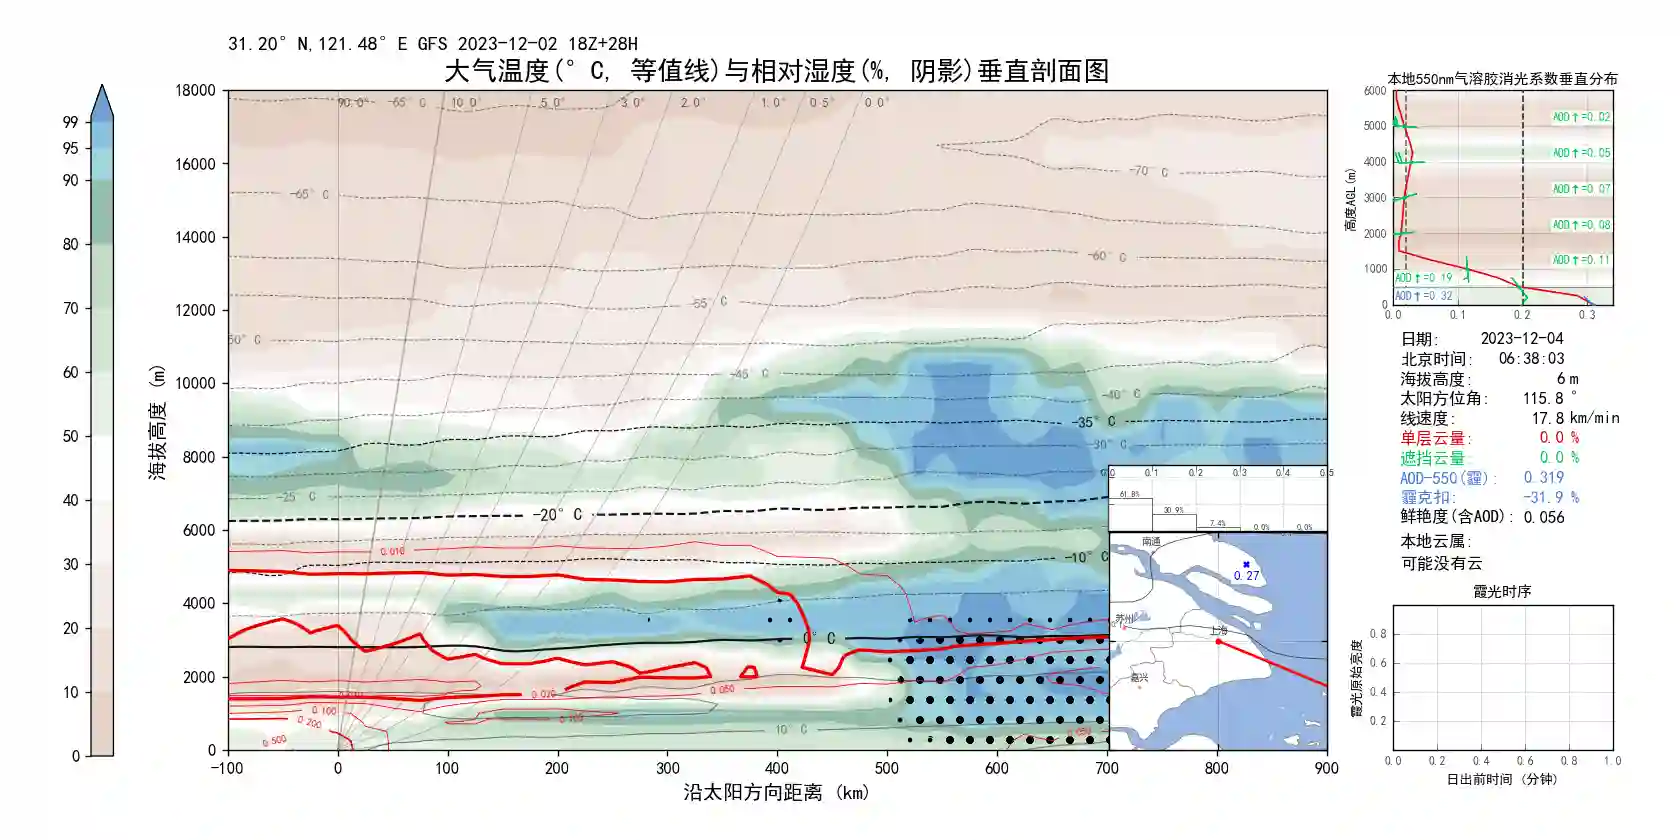 31.20° N,121.48° E GFS 2023-12-02 18Z+28H
大气温度(° C, 等值线)与相对湿度(%, 阴影)垂直剖面图
99
95
90
80
70
60
50
40
30
20
10
0
海拔高度 (m)
18000
16000
14000
12000
10000
8000
6000
4000
2000
0
90.0° -65° C 10.0° 5.0° 3.0° 2.0° 1.0° 0.5° 0.0°
-70° C
-65° C
-60° C
-55° C
50° C
-45° C
-40° C
-35° C
-30° C
-25° C
-20° C
-10° C
0° C
10° C
0.010
0.020
0.050
0.100
0.200
0.500
0.100
0.050
-100 0 100 200 300 400 500 600 700 800 900
沿太阳方向距离 (km)
0.0 0.1 0.2 0.3 0.4 0.5
61.8%
30.9%
7.4%
0.0%
0.0%
南通
0.27
苏州
上海
嘉兴
本地550nm气溶胶消光系数垂直分布
高度AGL(m)
6000
5000
4000
3000
2000
1000
0
AOD↑=0.02
AOD↑=0.05
AOD↑=0.07
AOD↑=0.08
AOD↑=0.11
AOD↑=0.19
AOD↑=0.32
0.0 0.1 0.2 0.3
日期: 2023-12-04
北京时间: 06:38:03
海拔高度: 6 m
太阳方位角: 115.8 °
线速度: 17.8 km/min
单层云量: 0.0 %
遮挡云量: 0.0 %
AOD-550(霾): 0.319
霾克扣: -31.9 %
鲜艳度(含AOD): 0.056
本地云属:
可能没有云
霞光时序
霞光原始亮度
0.8
0.6
0.4
0.2
0.0 0.2 0.4 0.6 0.8 1.0
日出前时间 (分钟)